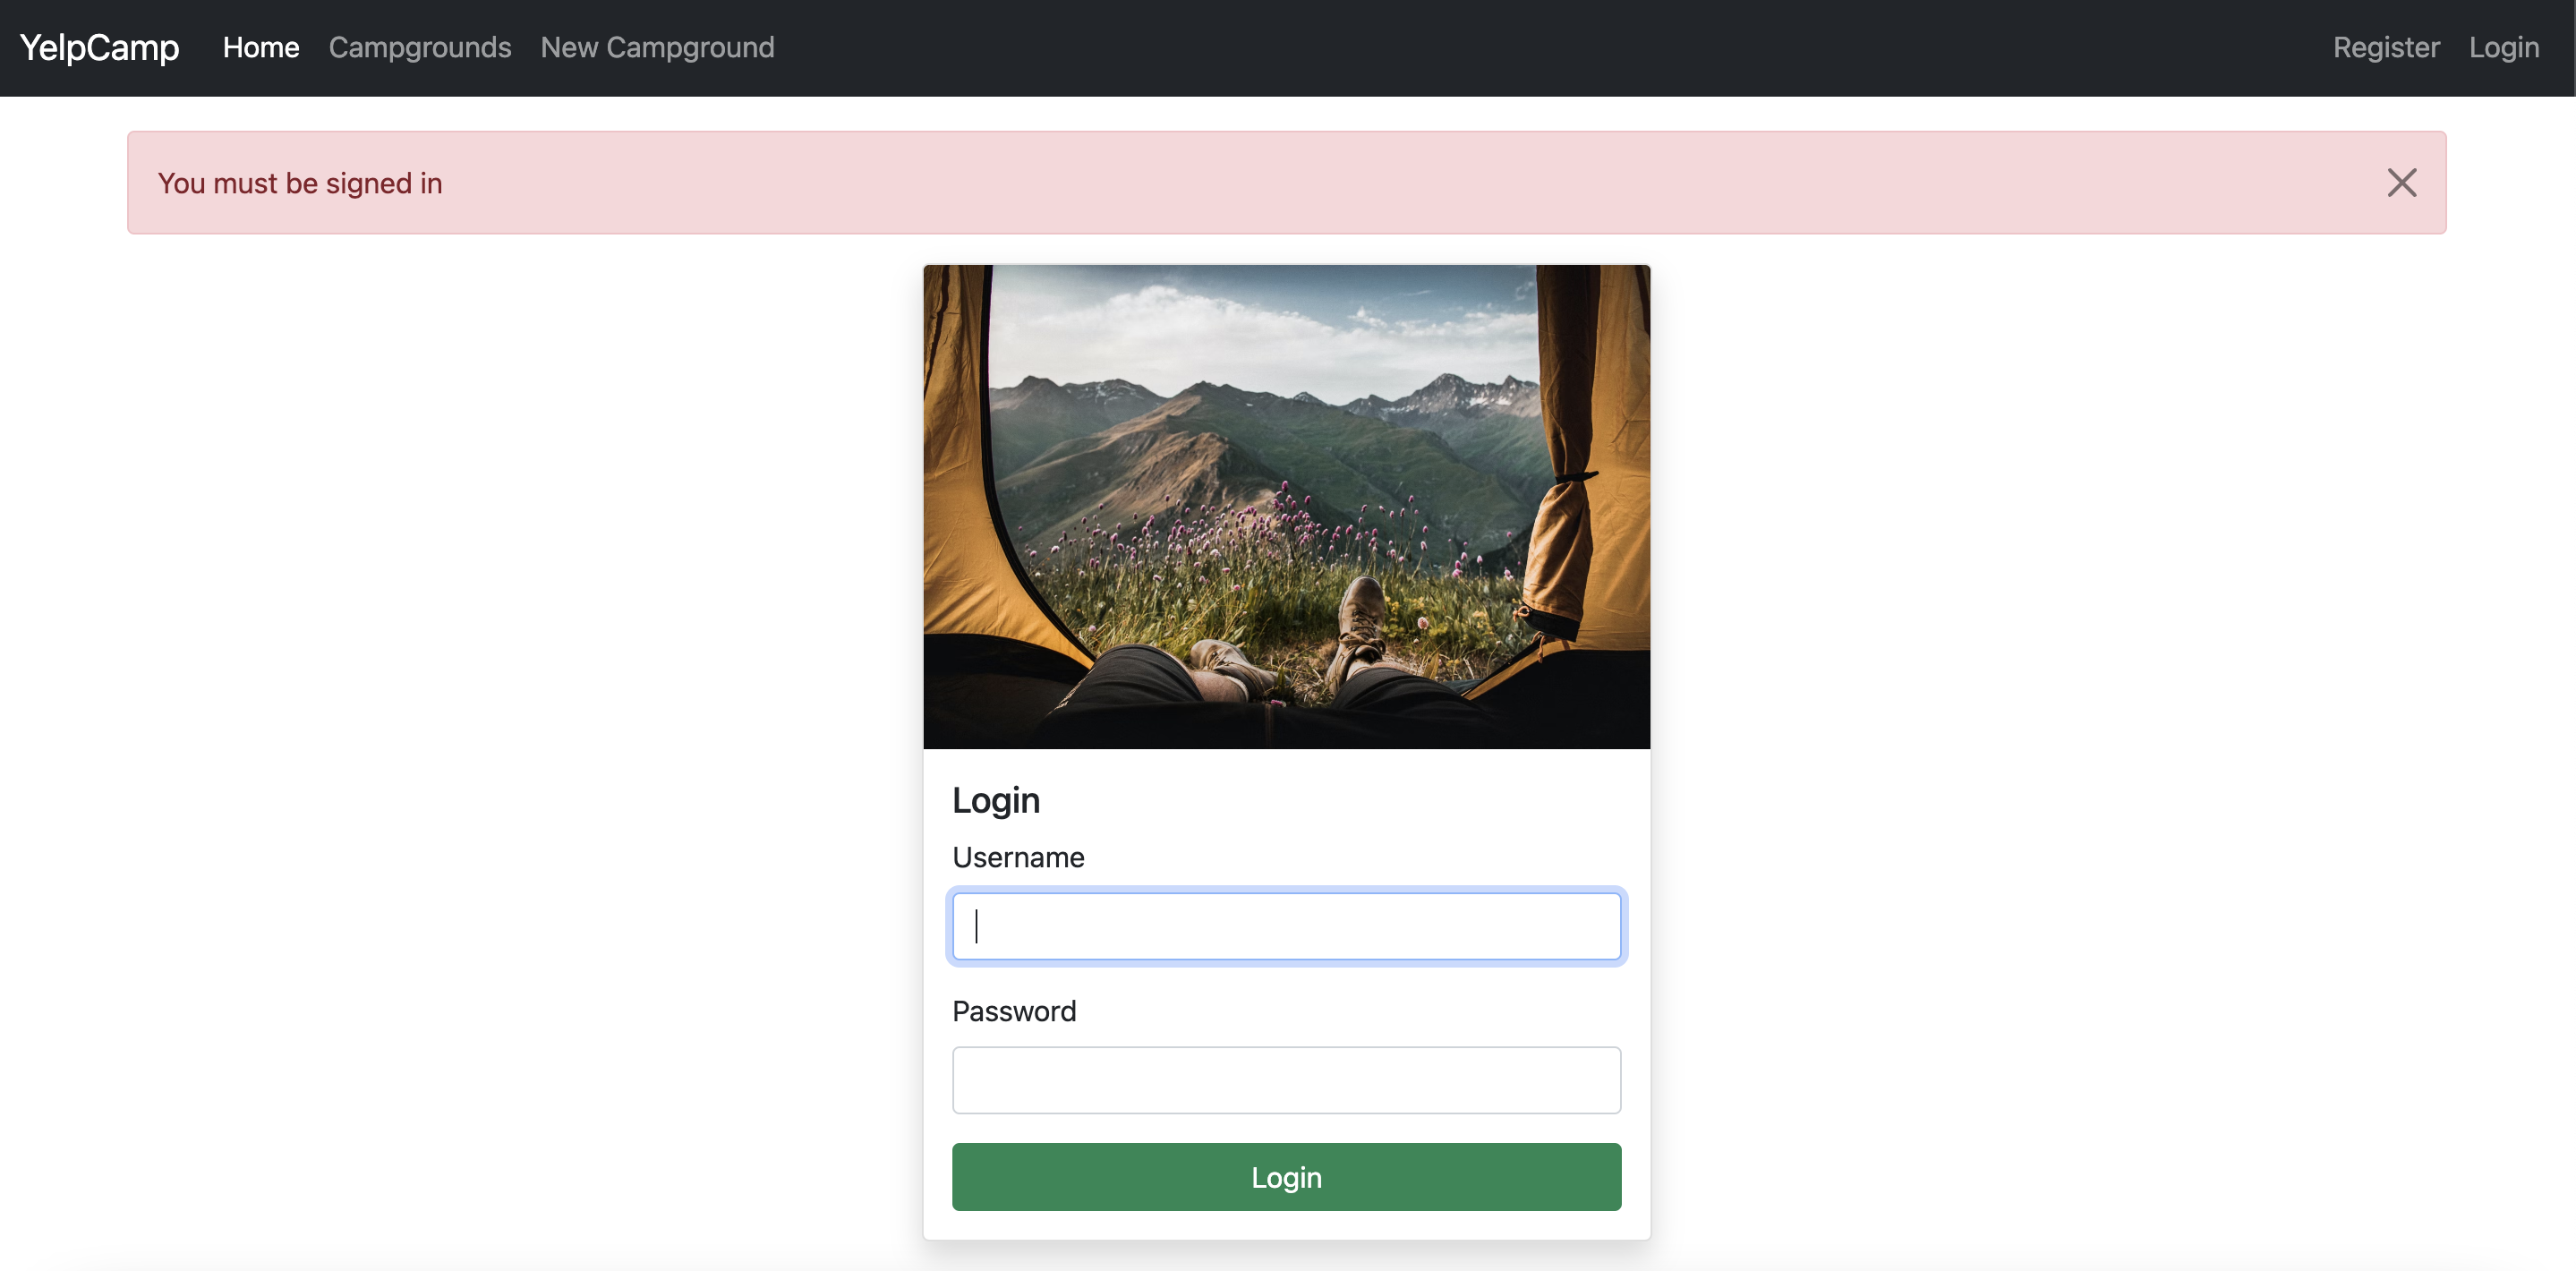 YelpCamp Home Campgrounds New Campground Register Login
You must be signed in
Login
Username
Password
Login